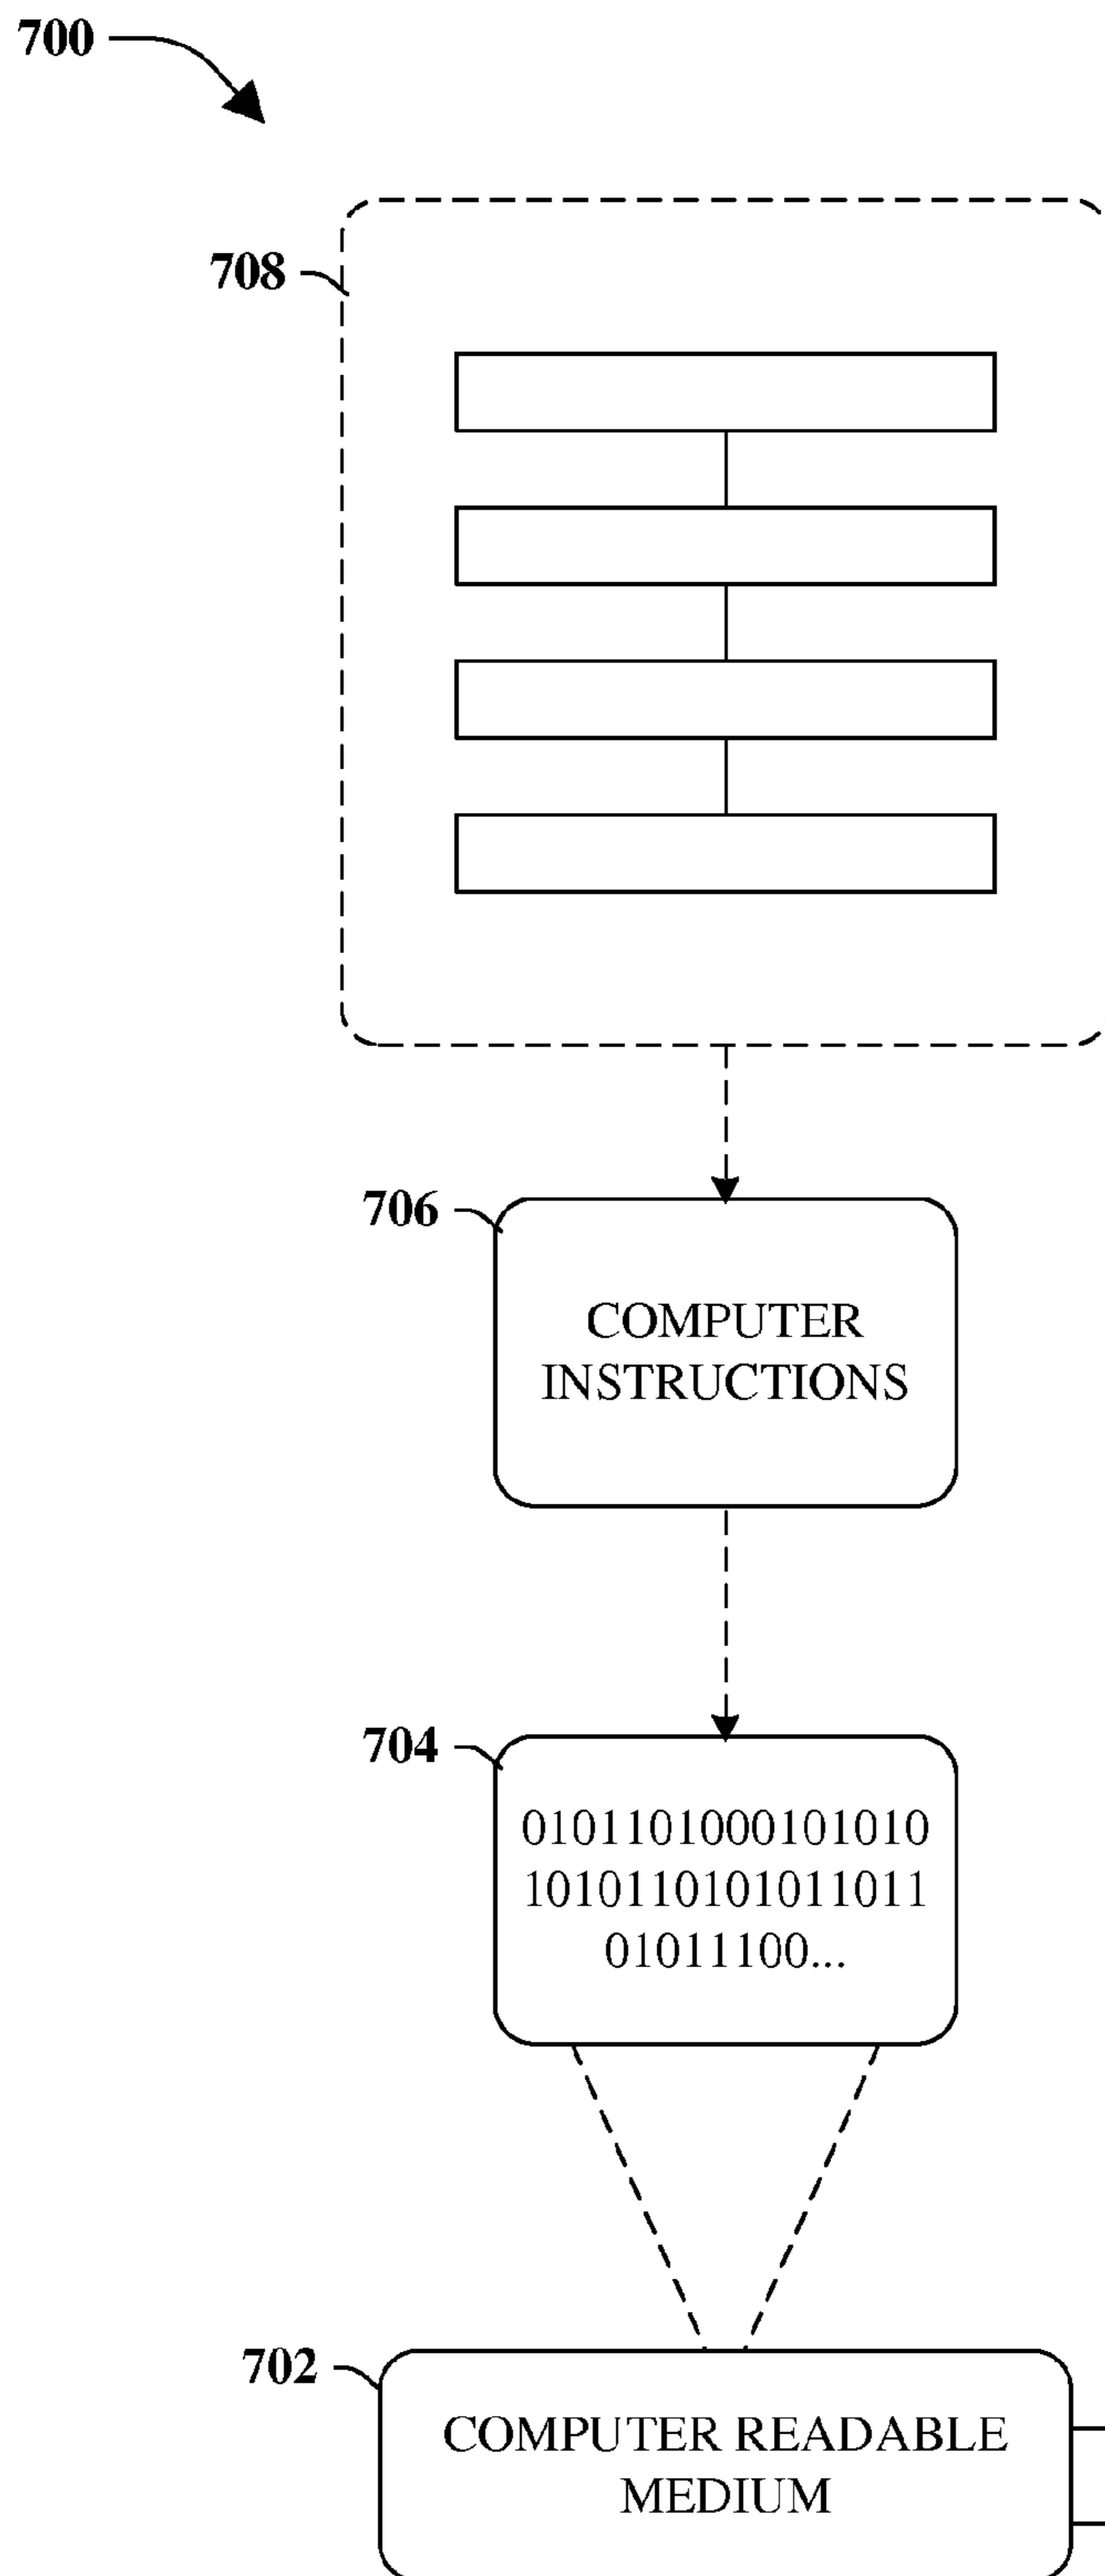 700
708
706
COMPUTER
INSTRUCTIONS
704
0101101000101010
1010110101011011
01011100...
702
COMPUTER READABLE
MEDIUM